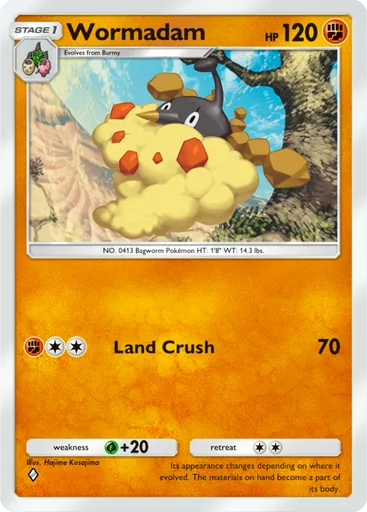 STAGE 1
Wormadam
HP 120
Evolves from Burmy
NO. 0413 Bagworm Pokémon HT: 1'8" WT: 14.3 lbs.
Land Crush 70
weakness +20 retreat
Illus. Hajime Kusajima
Its appearance changes depending on where it
evolved. The materials on hand become a part of
its body.